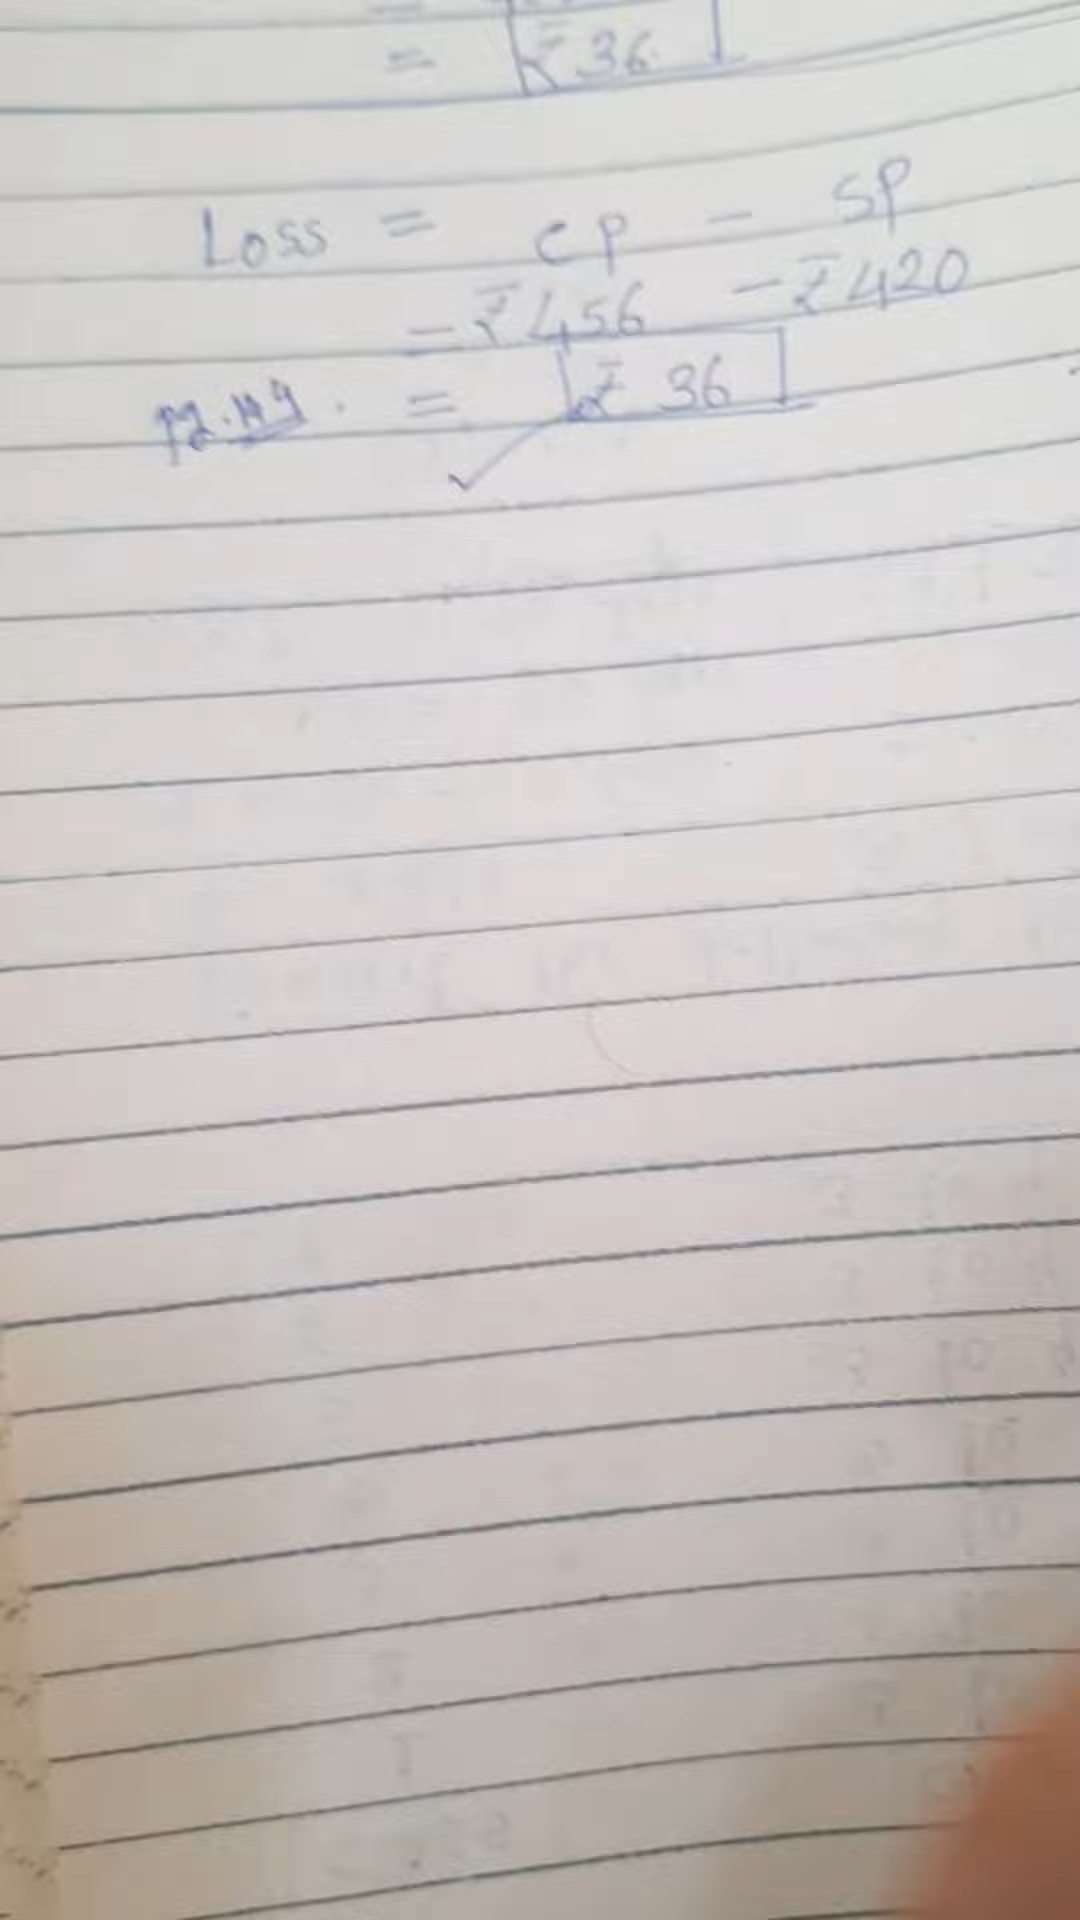 = ₹ 36
Loss = CP - SP
= ₹ 456 - ₹ 420
= ₹ 36